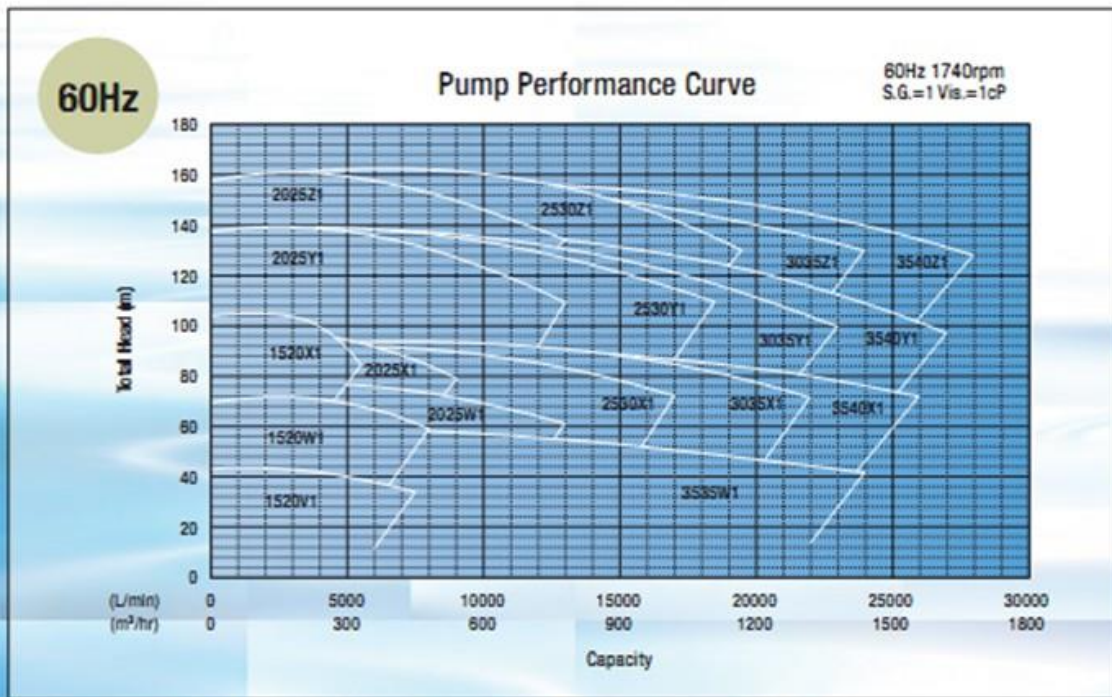 60Hz
Pump Performance Curve
60Hz 1740rpm
S.G.=1 Vis.=1cP
Total Head (m)
180
160
140
120
100
80
60
40
20
0
2025Z1
2530Z1
2025Y1
3035Z1
3540Z1
2530Y1
3035Y1
3540Y1
1520X1
2025X1
2530X1
3035X1
3540X1
2025W1
1520W1
3535W1
1520V1
(L/min) 0 5000 10000 15000 20000 25000 30000
(m³/hr) 0 300 600 900 1200 1500 1800
Capacity